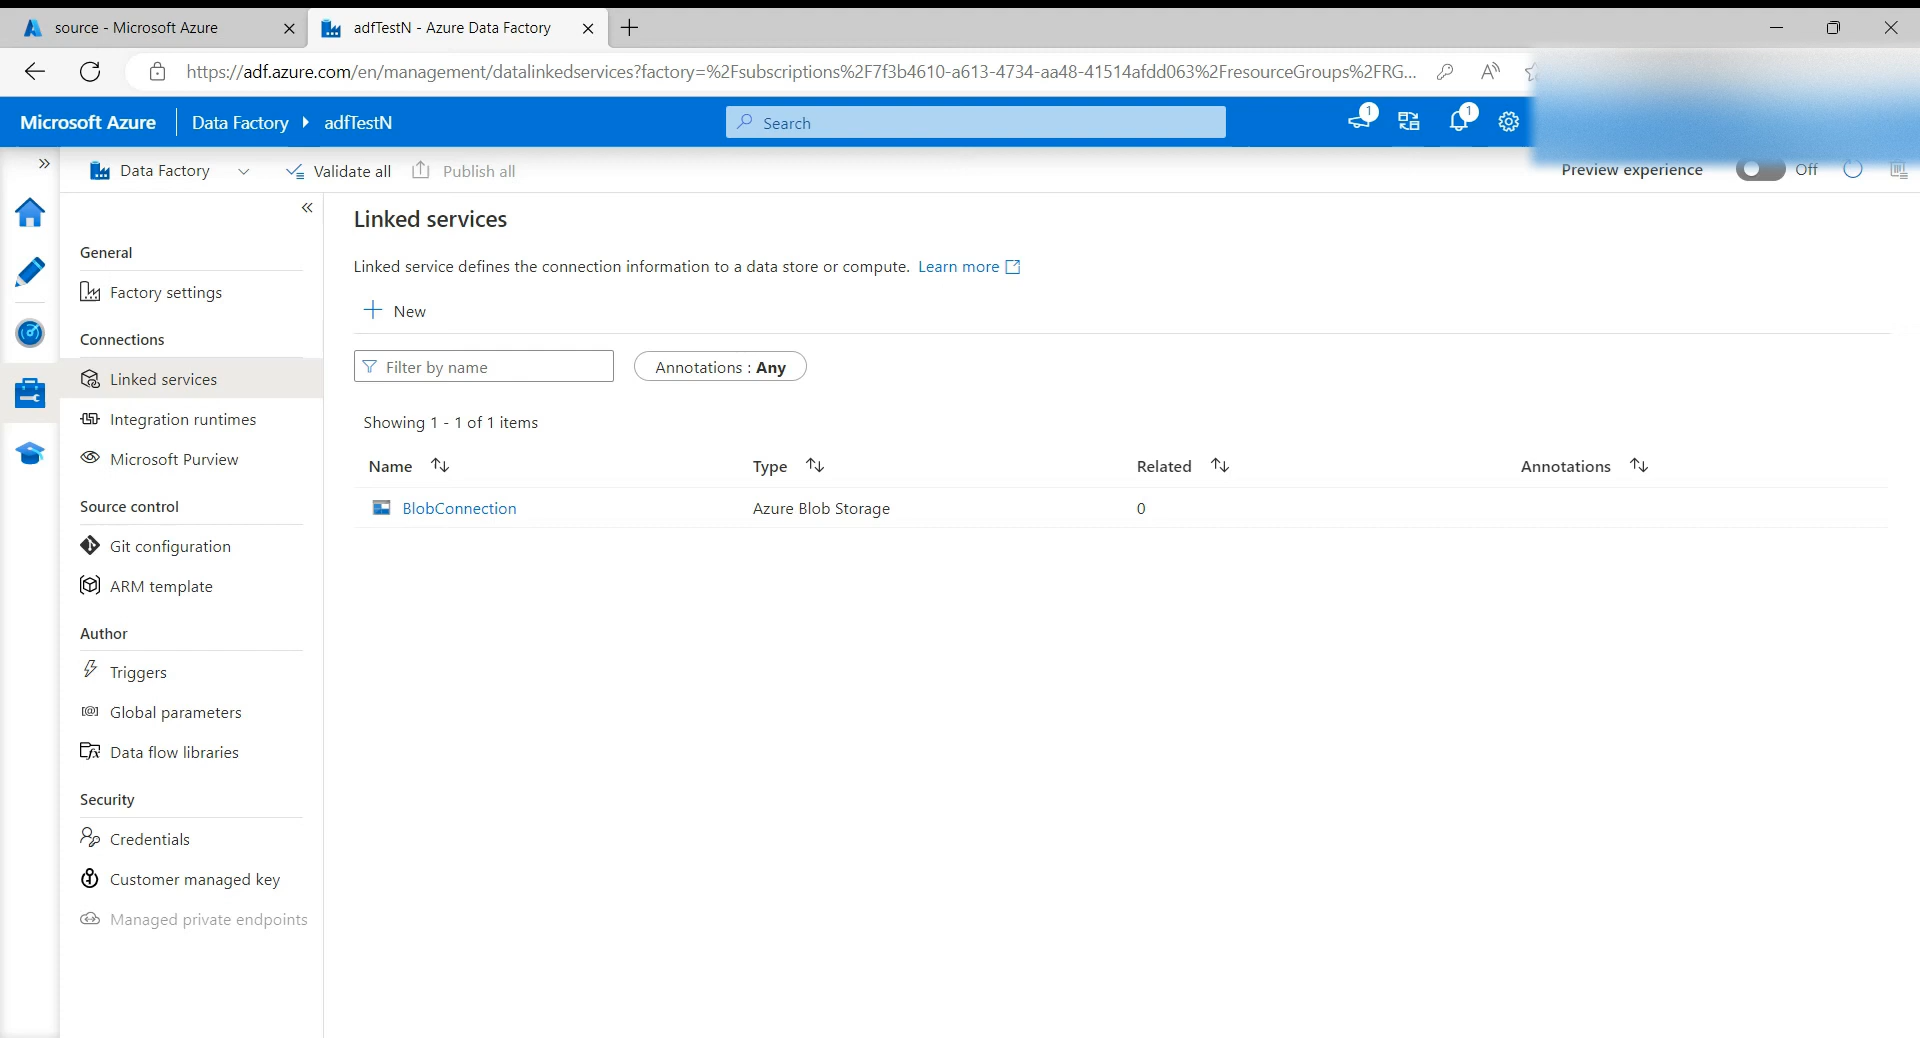 source - Microsoft Azure
adfTestN - Azure Data Factory
https://adf.azure.com/en/management/datalinkedservices?factory=%2Fsubscriptions%2F7f3b4610-a613-4734-aa48-41514afdd063%2FresourceGroups%2FRG...
Microsoft Azure
Data Factory
adfTestN
Search
1
1
Data Factory
Validate all
Publish all
Preview experience
Off
General
Factory settings
Connections
Linked services
Integration runtimes
Microsoft Purview
Source control
Git configuration
ARM template
Author
Triggers
Global parameters
Data flow libraries
Security
Credentials
Customer managed key
Managed private endpoints
Linked services
Linked service defines the connection information to a data store or compute. Learn more
New
Filter by name
Annotations : Any
Showing 1 - 1 of 1 items
Name Type Related Annotations
BlobConnection Azure Blob Storage 0